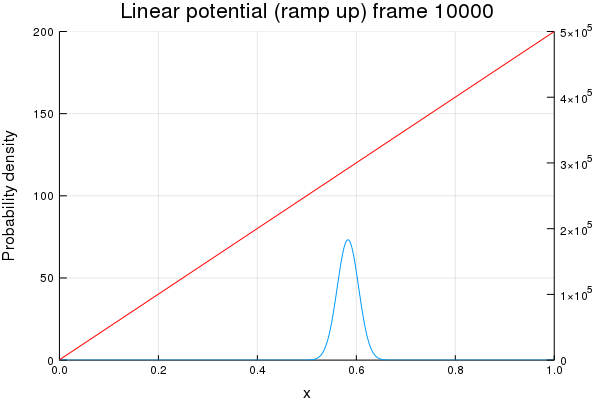 Linear potential (ramp up) frame 10000
Probability density
200
150
100
50
0
5×10⁵
4×10⁵
3×10⁵
2×10⁵
1×10⁵
0
0.0 0.2 0.4 0.6 0.8 1.0
x